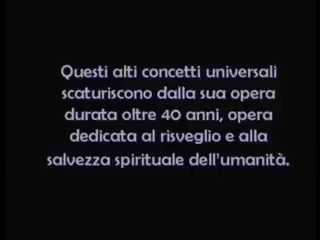 Questi alti concetti universali
scaturiscono dalla sua opera
durata oltre 40 anni, opera
dedicata al risveglio e alla
salvezza spirituale dell'umanità.